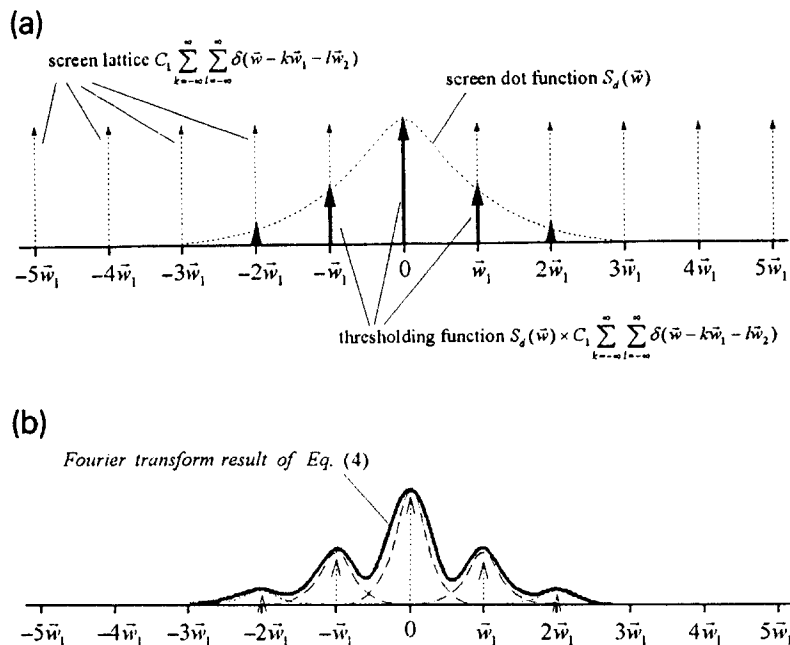 (a)
screen lattice C₁ ∑_{k=-∞}^{∞} ∑_{l=-∞}^{∞} δ(w⃗ − kw⃗₁ − lw⃗₂)
screen dot function S_d(w⃗)
−5w⃗₁ −4w⃗₁ −3w⃗₁ −2w⃗₁ −w⃗₁ 0 w⃗₁ 2w⃗₁ 3w⃗₁ 4w⃗₁ 5w⃗₁
thresholding function S_d(w⃗) × C₁ ∑_{k=-∞}^{∞} ∑_{l=-∞}^{∞} δ(w⃗ − kw⃗₁ − lw⃗₂)
(b)
Fourier transform result of Eq. (4)
−5w⃗₁ −4w⃗₁ −3w⃗₁ −2w⃗₁ −w⃗₁ 0 w⃗₁ 2w⃗₁ 3w⃗₁ 4w⃗₁ 5w⃗₁